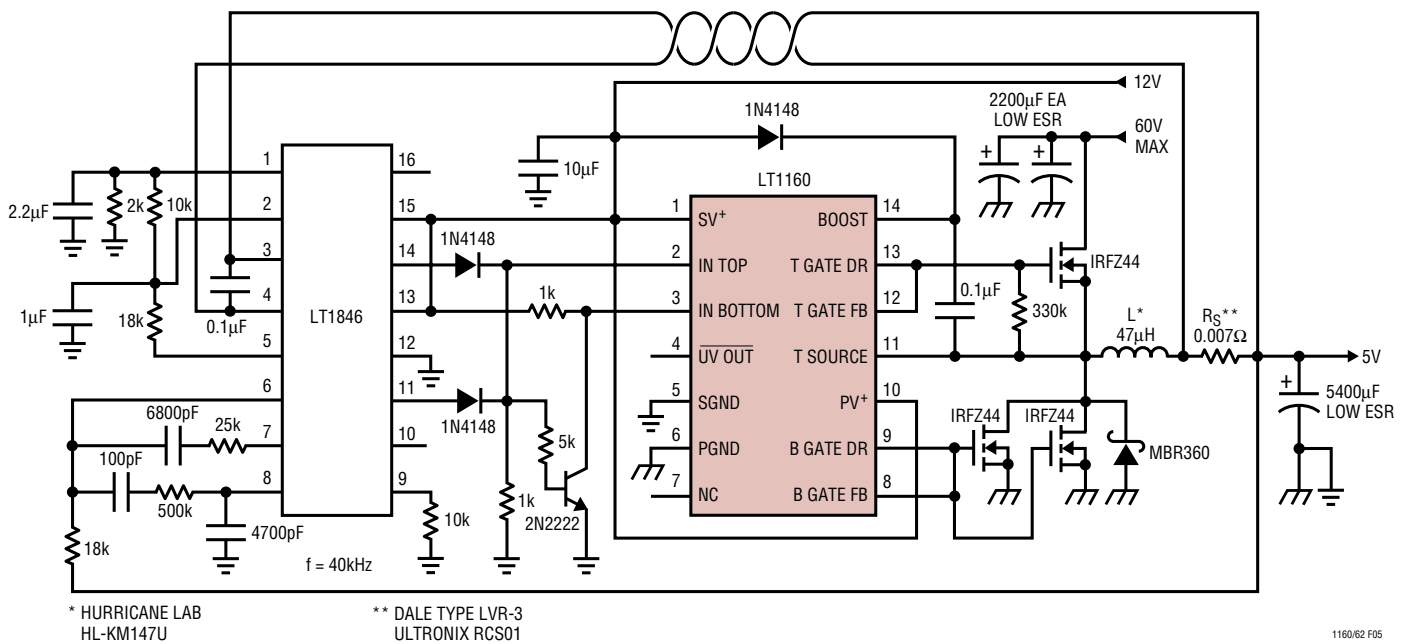 12V
1N4148
2200µF EA
LOW ESR
60V
MAX
+
+
10µF
LT1160
1
16
2.2µF
2k
10k
2
15
1
SV+
BOOST
14
1N4148
3
14
2
IN TOP
T GATE DR
13
IRFZ44
0.1µF
1k
0.1µF
330k
4
13
3
IN BOTTOM
T GATE FB
12
LT1846
1µF
18k
L*
47µH
RS**
0.007Ω
5
12
4
UV OUT
T SOURCE
11
5V
+
5400µF
LOW ESR
6
11
5
SGND
PV+
10
6800pF
25k
1N4148
IRFZ44
IRFZ44
7
10
5k
6
PGND
B GATE DR
9
MBR360
100pF
8
9
7
NC
B GATE FB
8
500k
1k
2N2222
10k
4700pF
18k
f = 40kHz
* HURRICANE LAB
HL-KM147U
** DALE TYPE LVR-3
ULTRONIX RCS01
1160/62 F05